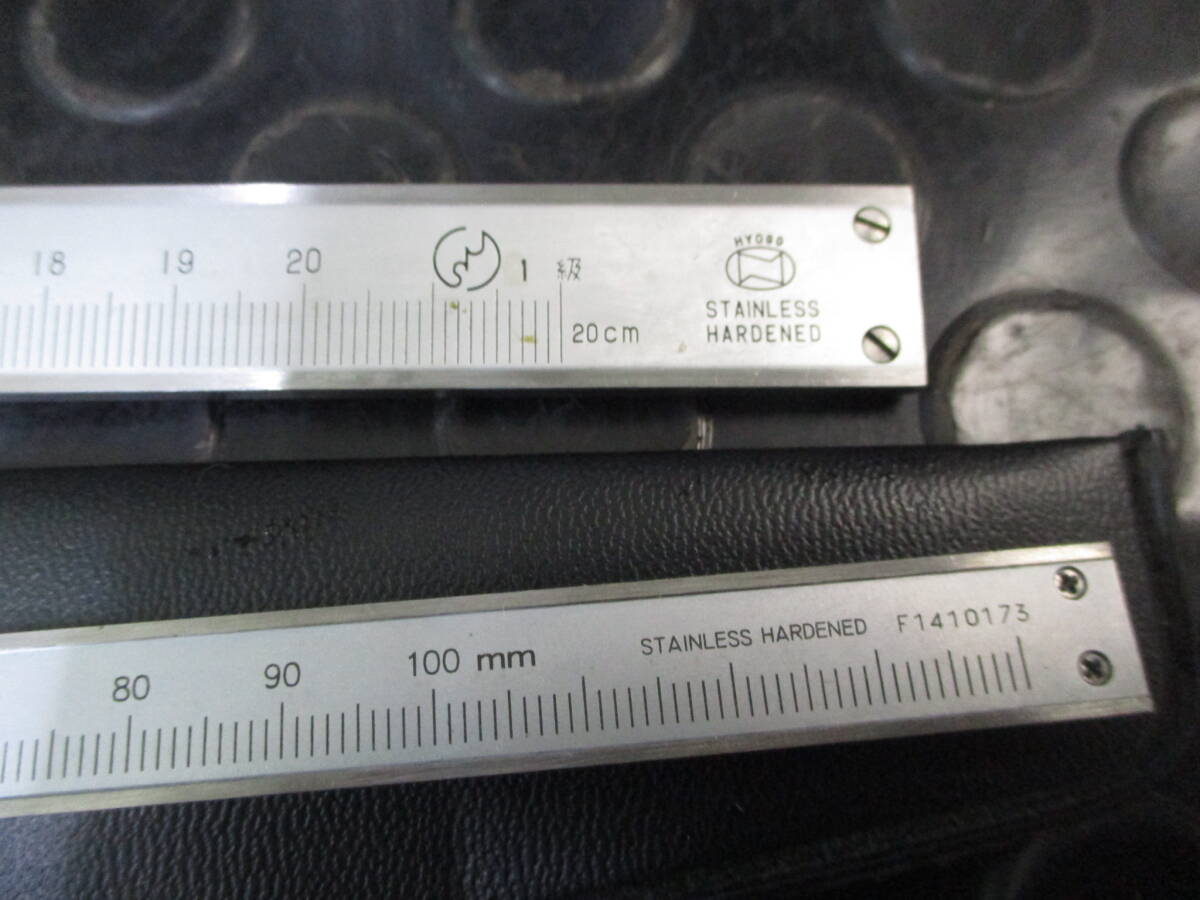 18 19 20
1 級
20cm
HYOGO
STAINLESS
HARDENED
80 90 100 mm
STAINLESS HARDENED F1410173